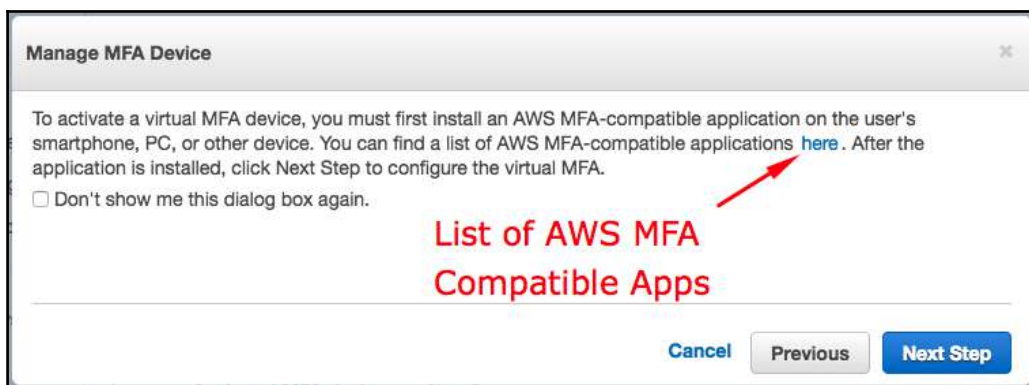 Manage MFA Device
To activate a virtual MFA device, you must first install an AWS MFA-compatible application on the user's
smartphone, PC, or other device. You can find a list of AWS MFA-compatible applications here. After the
application is installed, click Next Step to configure the virtual MFA.
Don't show me this dialog box again.
List of AWS MFA
Compatible Apps
Cancel Previous Next Step